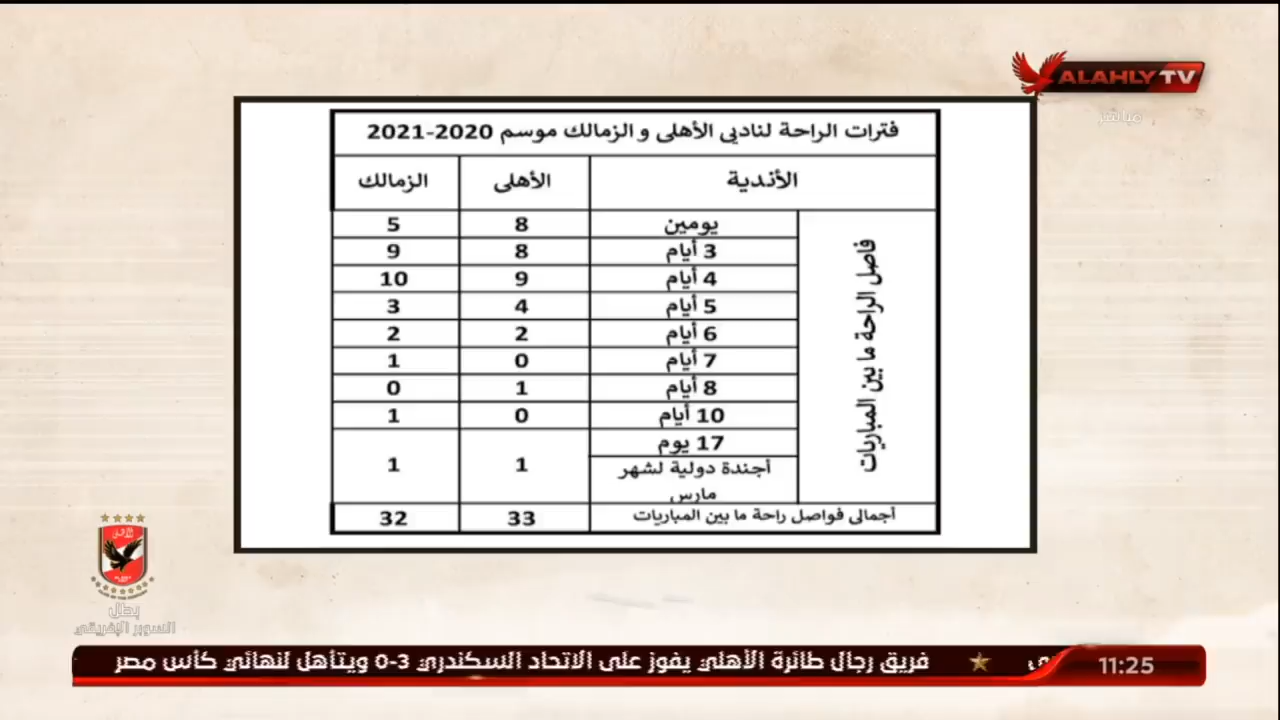 ALAHLY TV
مباشر
فترات الراحة لناديى الأهلى و الزمالك موسم 2020-2021
الأندية الأهلى الزمالك
فاصل الراحة ما بين المباريات
يومين 8 5
3 أيام 8 9
4 أيام 9 10
5 أيام 4 3
6 أيام 2 2
7 أيام 0 1
8 أيام 1 0
10 أيام 0 1
17 يوم
أجندة دولية لشهر
مارس
1 1
أجمالى فواصل راحة ما بين المباريات 33 32
بطل
السوبر الإفريقي
11:25
فريق رجال طائرة الأهلي يفوز على الاتحاد السكندري 3-0 ويتأهل لنهائي كأس مصر